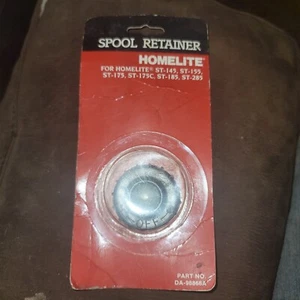 SPOOL RETAINER
HOMELITE®
FOR HOMELITE® ST-145, ST-155,
ST-175, ST-175C, ST-185, ST-285
OFF
PART NO.